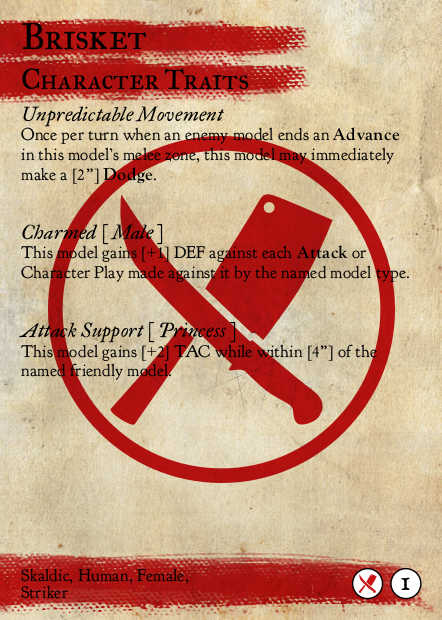 Brisket
Character Traits
Unpredictable Movement
Once per turn when an enemy model ends an Advance
in this model's melee zone, this model may immediately
make a [2"] Dodge.
Charmed [ Male ]
This model gains [+1] DEF against each Attack or
Character Play made against it by the named model type.
Attack Support [ Princess ]
This model gains [+2] TAC while within [4"] of the
named friendly model.
Skaldic, Human, Female,
Striker
1